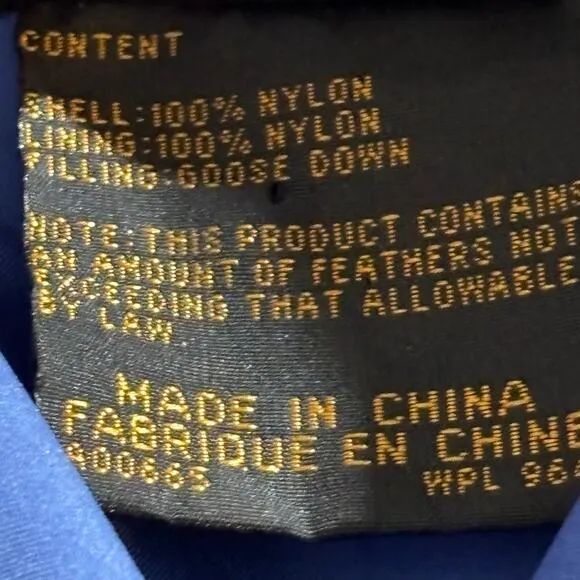 CONTENT
SHELL:100% NYLON
LINING:100% NYLON
FILLING:GOOSE DOWN
NOTE:THIS PRODUCT CONTAINS
AN AMOUNT OF FEATHERS NOT
EXCEEDING THAT ALLOWABLE
BY LAW
MADE IN CHINA
FABRIQUE EN CHINE
WPL